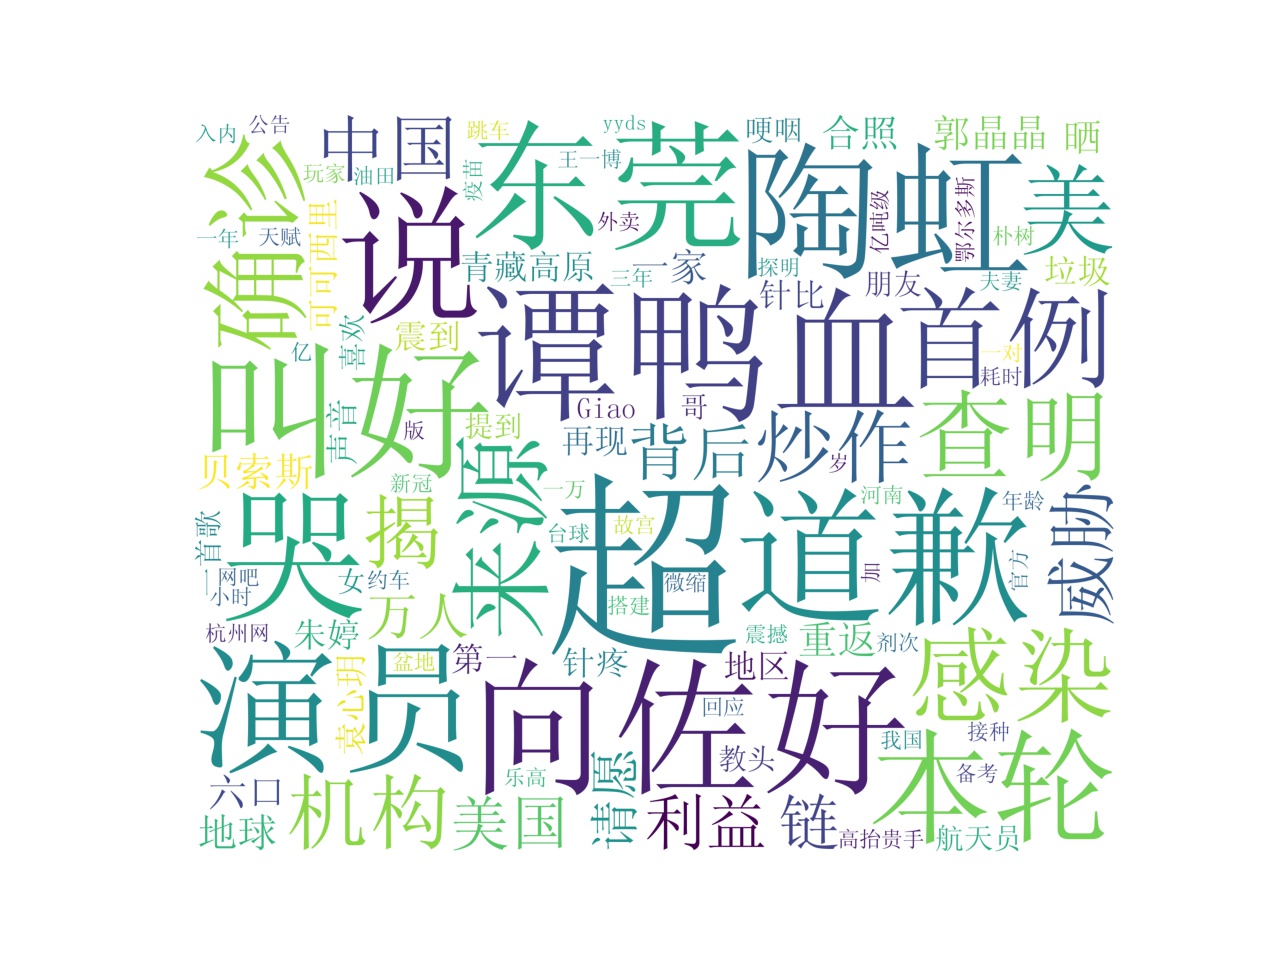 入内
公告
中国
跳车
yyds
哽咽
合照
郭晶晶
晒
确诊
玩家
油田
疫苗
东莞
王一博
外卖
陶虹
亿吨级
鄂尔多斯
朴树
美
一年
天赋
可可西里
说
青藏高原
三年
一家
探明
针比
朋友
夫妻
垃圾
亿
喜欢
震到
谭鸭血
首例
一对
耗时
叫好
声音
版
提到
Giao
哥
再现
背后
炒作
岁
查明
贝索斯
新冠
来源
一万
河南
年龄
威胁
首歌
哭
揭
台球
故宫
超
道歉
官方
网吧
一小时
女
约车
微缩
加
搭建
杭州网
朱婷
万人
震撼
重返
剂次
感染
演员
袁心玥
盆地
第一
针疼
地区
向佐
好
回应
我国
接种
六口
乐高
请愿
教头
备考
本轮
地球
机构
美国
利益
链
高抬贵手
航天员